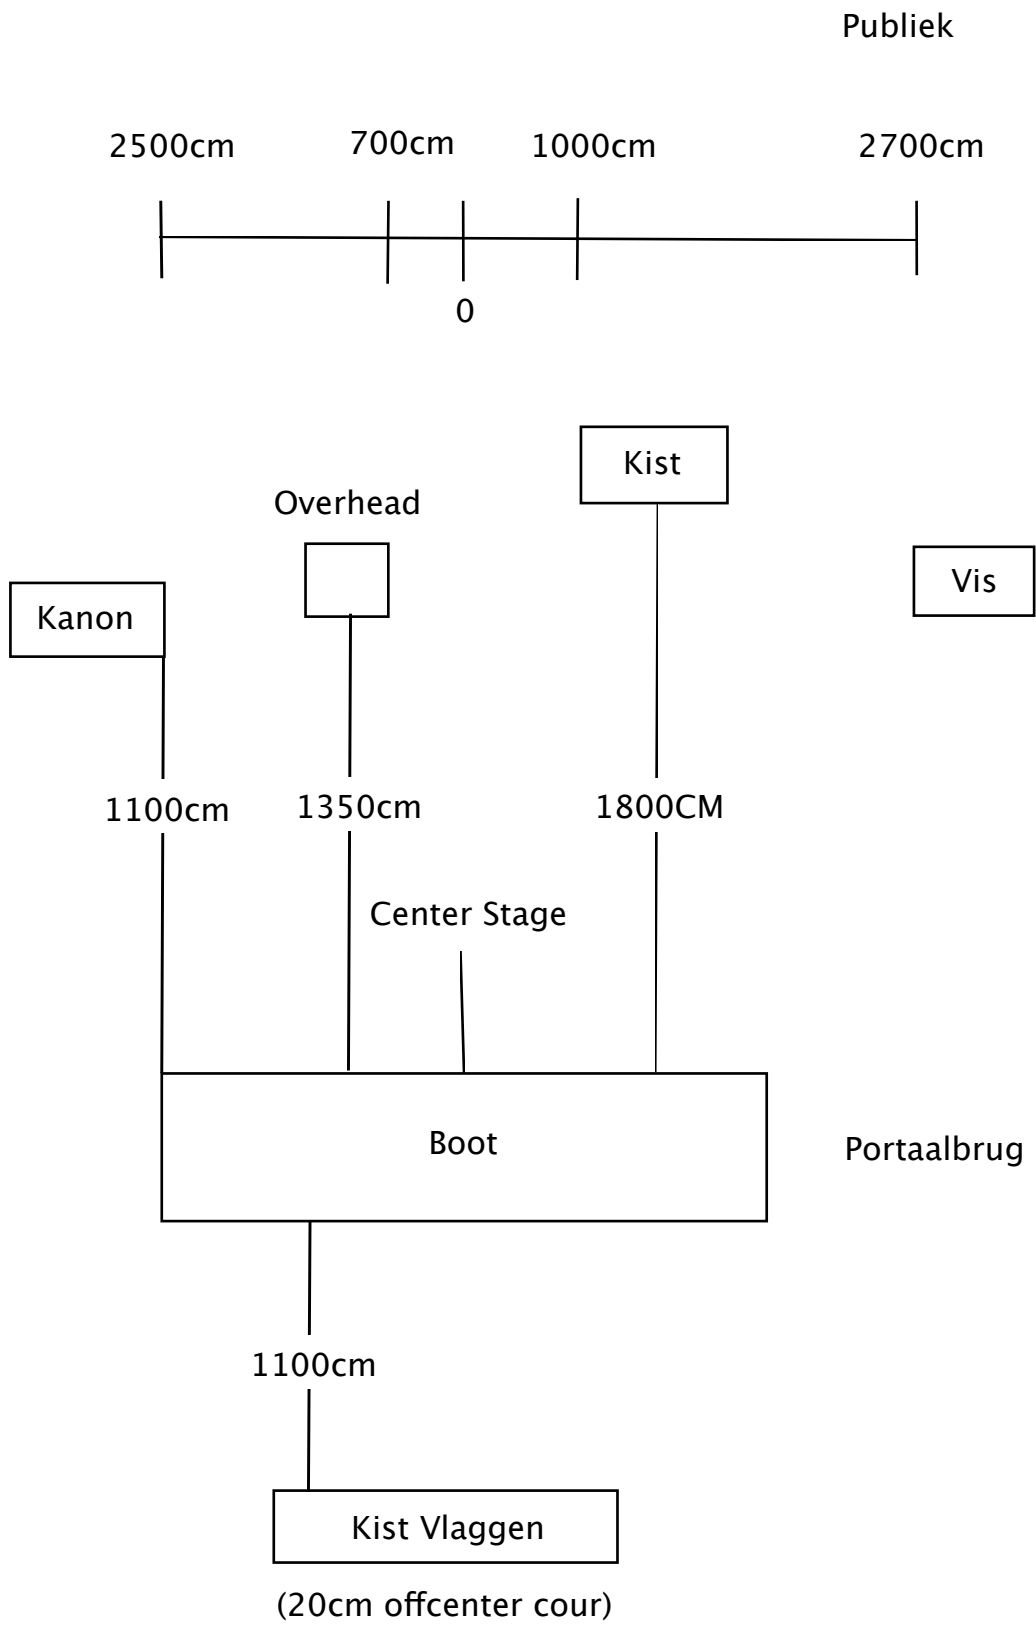 Publiek
2500cm
700cm
1000cm
2700cm
0
Kist
Overhead
Vis
Kanon
1100cm
1350cm
1800CM
Center Stage
Boot
Portaalbrug
1100cm
Kist Vlaggen
(20cm offcenter cour)